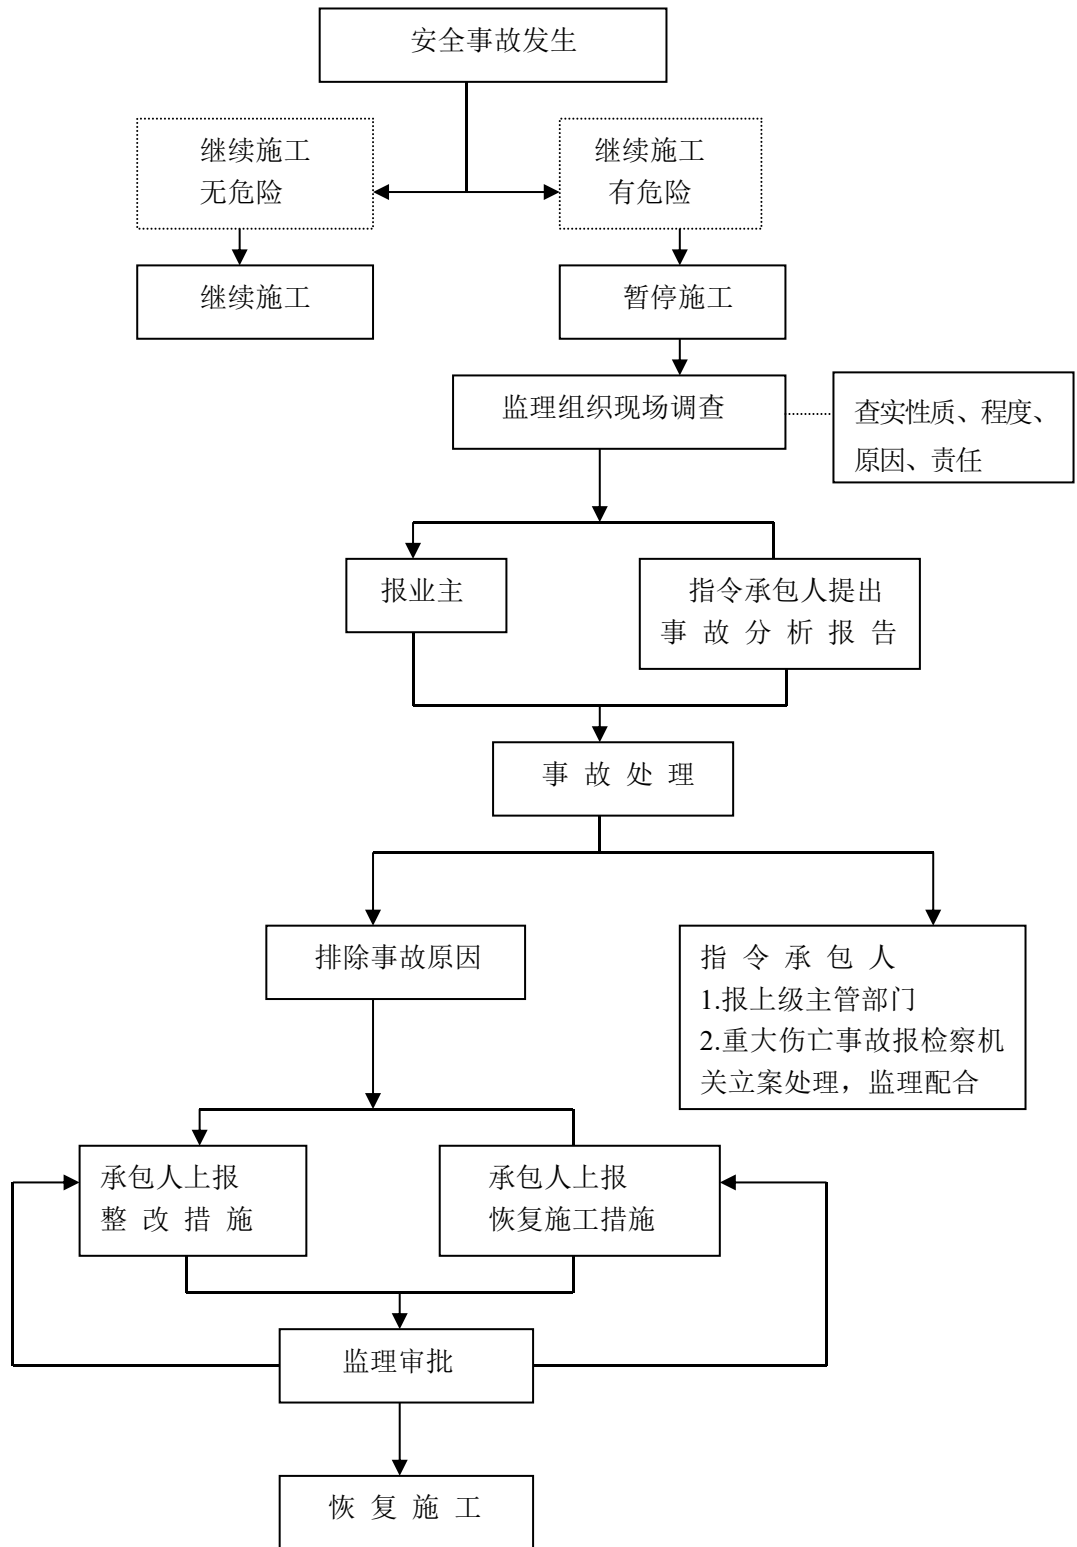 安全事故发生
继续施工
无危险
继续施工
有危险
继续施工
暂停施工
监理组织现场调查
查实性质、程度、
原因、责任
报业主
指令承包人提出
事 故 分 析 报 告
事 故 处 理
排除事故原因
指 令 承 包 人
1.报上级主管部门
2.重大伤亡事故报检察机
关立案处理，监理配合
承包人上报
整 改 措 施
承包人上报
恢复施工措施
监理审批
恢 复 施 工